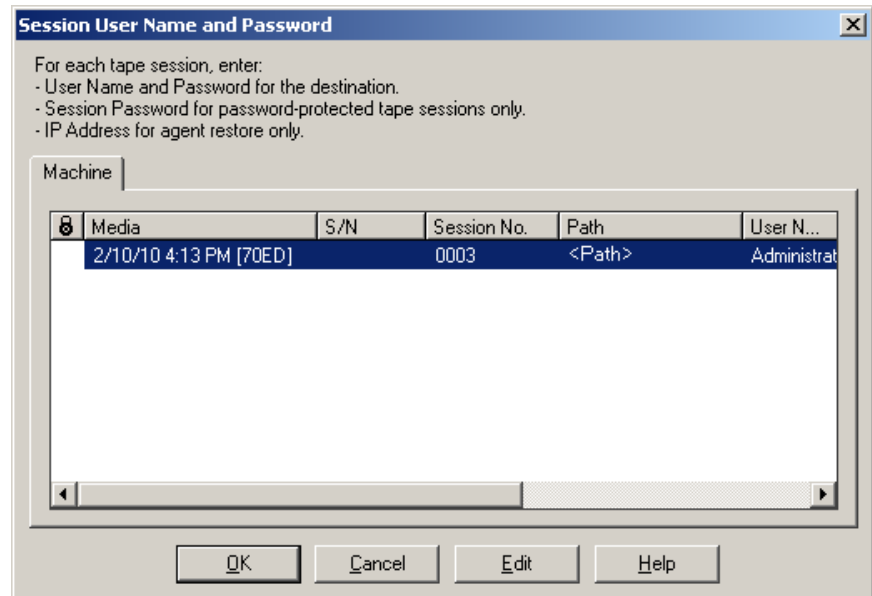 Session User Name and Password
For each tape session, enter:
- User Name and Password for the destination.
- Session Password for password-protected tape sessions only.
- IP Address for agent restore only.
Machine
Media S/N Session No. Path User N...
2/10/10 4:13 PM [70ED] 0003 <Path> Administrat
OK Cancel Edit Help